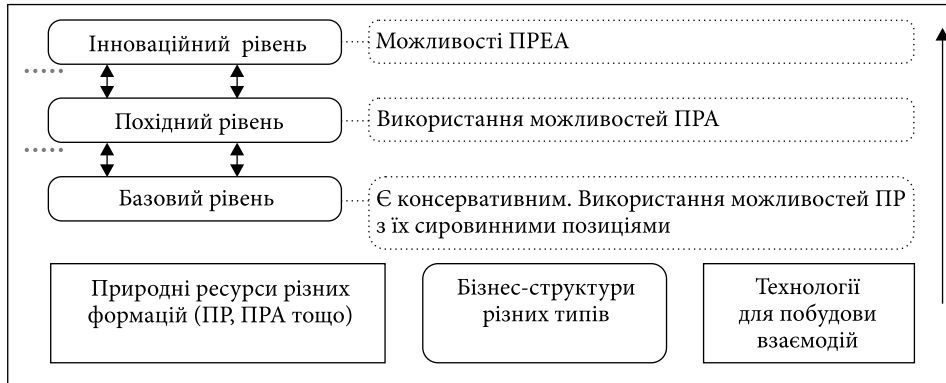 Інноваційний рівень
Можливості ПРЕА
Похідний рівень
Використання можливостей ПРА
Базовий рівень
Є консервативним. Використання можливостей ПР
з їх сировинними позиціями
Природні ресурси різних
формацій (ПР, ПРА тощо)
Бізнес-структури
різних типів
Технології
для побудови
взаємодій